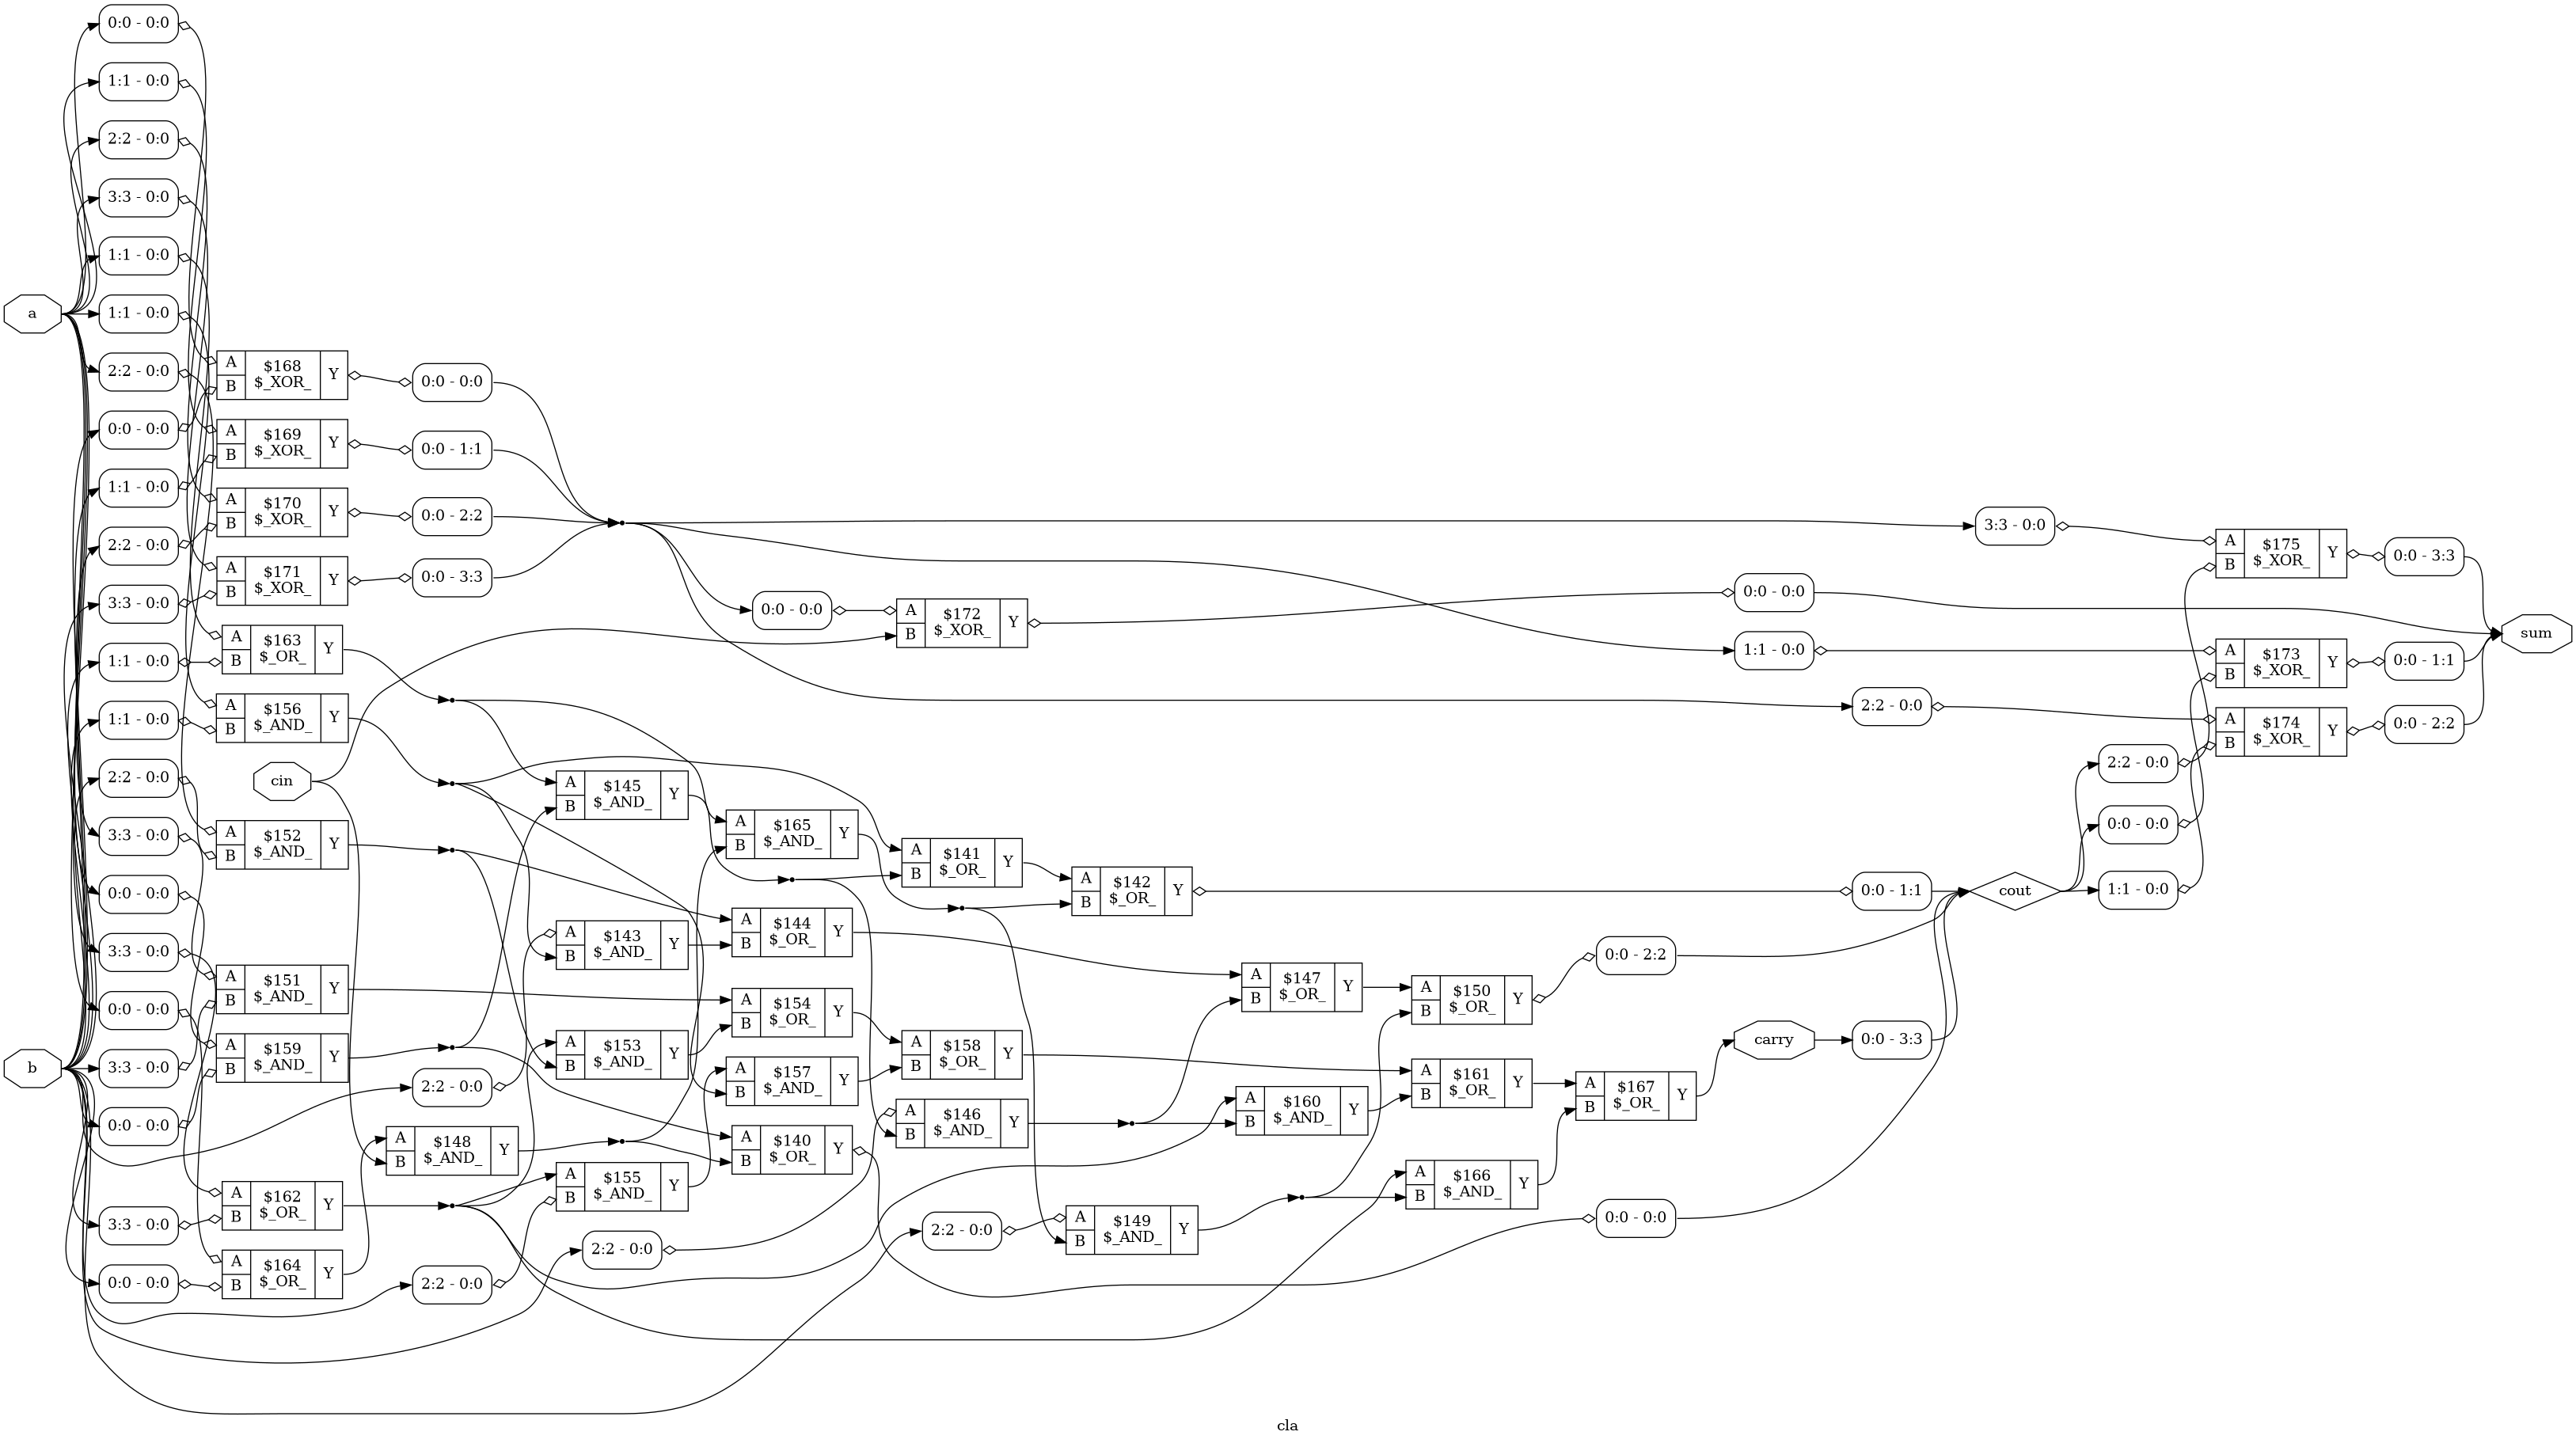 0:0 - 0:0
1:1 - 0:0
2:2 - 0:0
3:3 - 0:0
1:1 - 0:0
a
1:1 - 0:0
2:2 - 0:0
0:0 - 0:0
1:1 - 0:0
2:2 - 0:0
3:3 - 0:0
1:1 - 0:0
1:1 - 0:0
2:2 - 0:0
3:3 - 0:0
0:0 - 0:0
3:3 - 0:0
0:0 - 0:0
b
3:3 - 0:0
0:0 - 0:0
3:3 - 0:0
0:0 - 0:0
A
B
$168
$_XOR_
Y
0:0 - 0:0
A
B
$169
$_XOR_
Y
0:0 - 1:1
A
B
$170
$_XOR_
Y
0:0 - 2:2
A
B
$171
$_XOR_
Y
0:0 - 3:3
A
B
$163
$_OR_
Y
A
B
$156
$_AND_
Y
cin
A
B
$152
$_AND_
Y
A
B
$151
$_AND_
Y
A
B
$159
$_AND_
Y
A
B
$162
$_OR_
Y
A
B
$164
$_OR_
Y
2:2 - 0:0
A
B
$148
$_AND_
Y
2:2 - 0:0
A
B
$145
$_AND_
Y
A
B
$143
$_AND_
Y
A
B
$153
$_AND_
Y
A
B
$155
$_AND_
Y
2:2 - 0:0
0:0 - 0:0
A
B
$165
$_AND_
Y
A
B
$144
$_OR_
Y
A
B
$154
$_OR_
Y
A
B
$157
$_AND_
Y
A
B
$140
$_OR_
Y
A
B
$172
$_XOR_
Y
A
B
$141
$_OR_
Y
A
B
$158
$_OR_
Y
A
B
$146
$_AND_
Y
2:2 - 0:0
A
B
$142
$_OR_
Y
A
B
$149
$_AND_
Y
A
B
$147
$_OR_
Y
A
B
$160
$_AND_
Y
A
B
$150
$_OR_
Y
A
B
$161
$_OR_
Y
A
B
$166
$_AND_
Y
0:0 - 2:2
A
B
$167
$_OR_
Y
0:0 - 0:0
0:0 - 0:0
1:1 - 0:0
carry
2:2 - 0:0
0:0 - 1:1
0:0 - 3:3
3:3 - 0:0
cout
2:2 - 0:0
0:0 - 0:0
1:1 - 0:0
A
B
$175
$_XOR_
Y
0:0 - 3:3
A
B
$173
$_XOR_
Y
0:0 - 1:1
A
B
$174
$_XOR_
Y
0:0 - 2:2
sum
cla